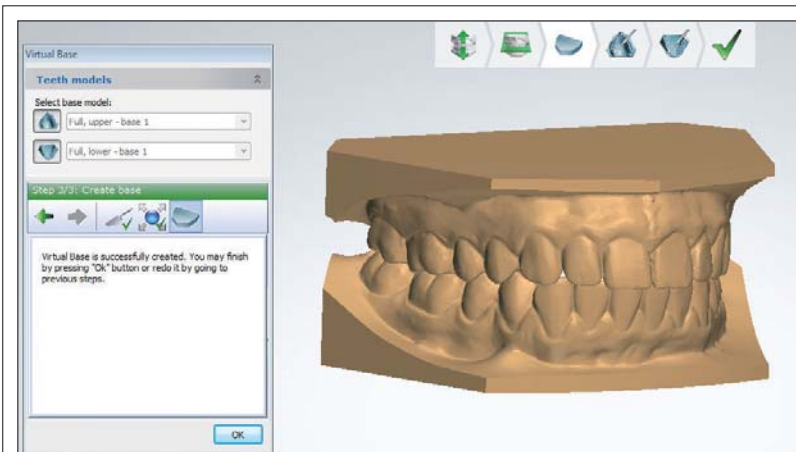 Virtual Base
Teeth models
Select base model:
Full, upper - base 1
Full, lower - base 1
Step 3/3: Create base
Virtual Base is successfully created. You may finish
by pressing "Ok" button or redo it by going to
previous steps.
OK